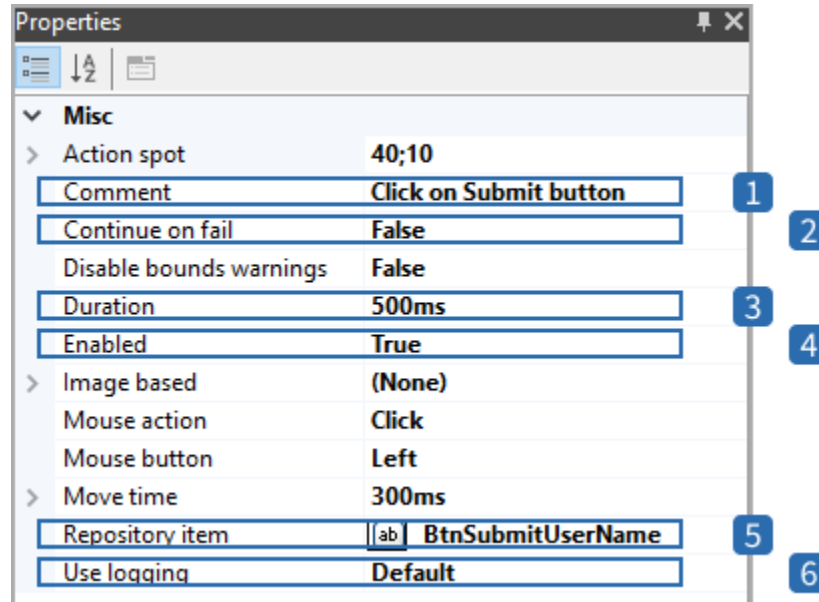 Properties
Misc
Action spot 40;10
Comment Click on Submit button 1
Continue on fail False 2
Disable bounds warnings False
Duration 500ms 3
Enabled True 4
Image based (None)
Mouse action Click
Mouse button Left
Move time 300ms
Repository item (ab) BtnSubmitUserName 5
Use logging Default 6